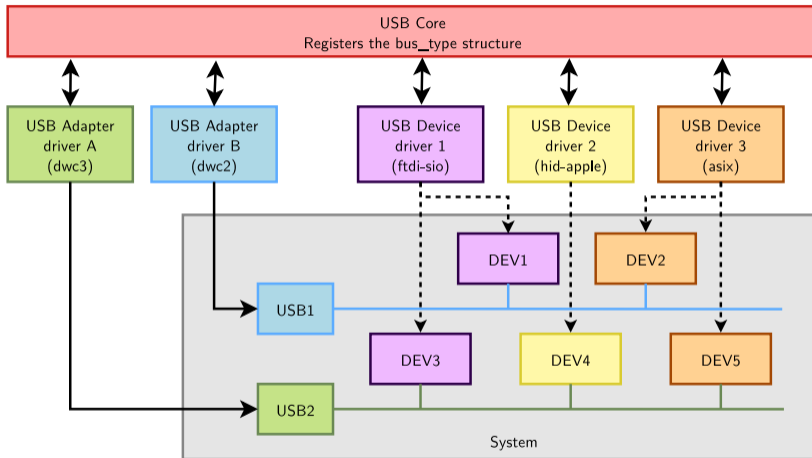 USB Core
Registers the bus_type structure
USB Adapter
driver A
(dwc3)
USB Adapter
driver B
(dwc2)
USB Device
driver 1
(ftdi-sio)
USB Device
driver 2
(hid-apple)
USB Device
driver 3
(asix)
DEV1
DEV2
USB1
DEV3
DEV4
DEV5
USB2
System